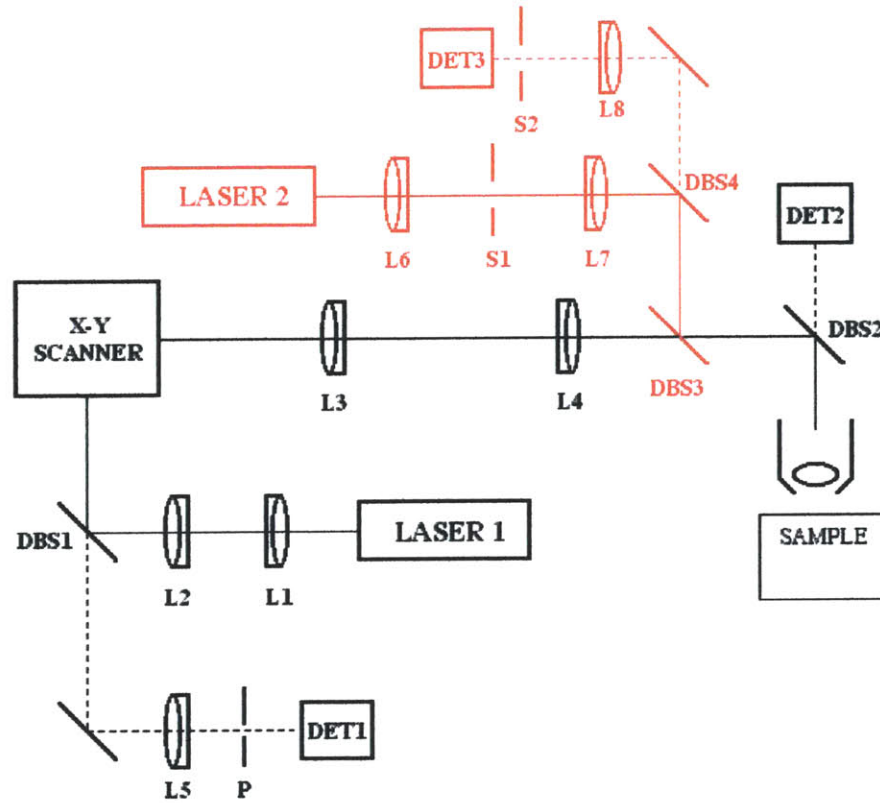 DET3
S2
L8
LASER 2
L6
S1
L7
DBS4
DET2
X-Y
SCANNER
L3
L4
DBS3
DBS2
DBS1
L2
L1
LASER 1
SAMPLE
L5
P
DET1